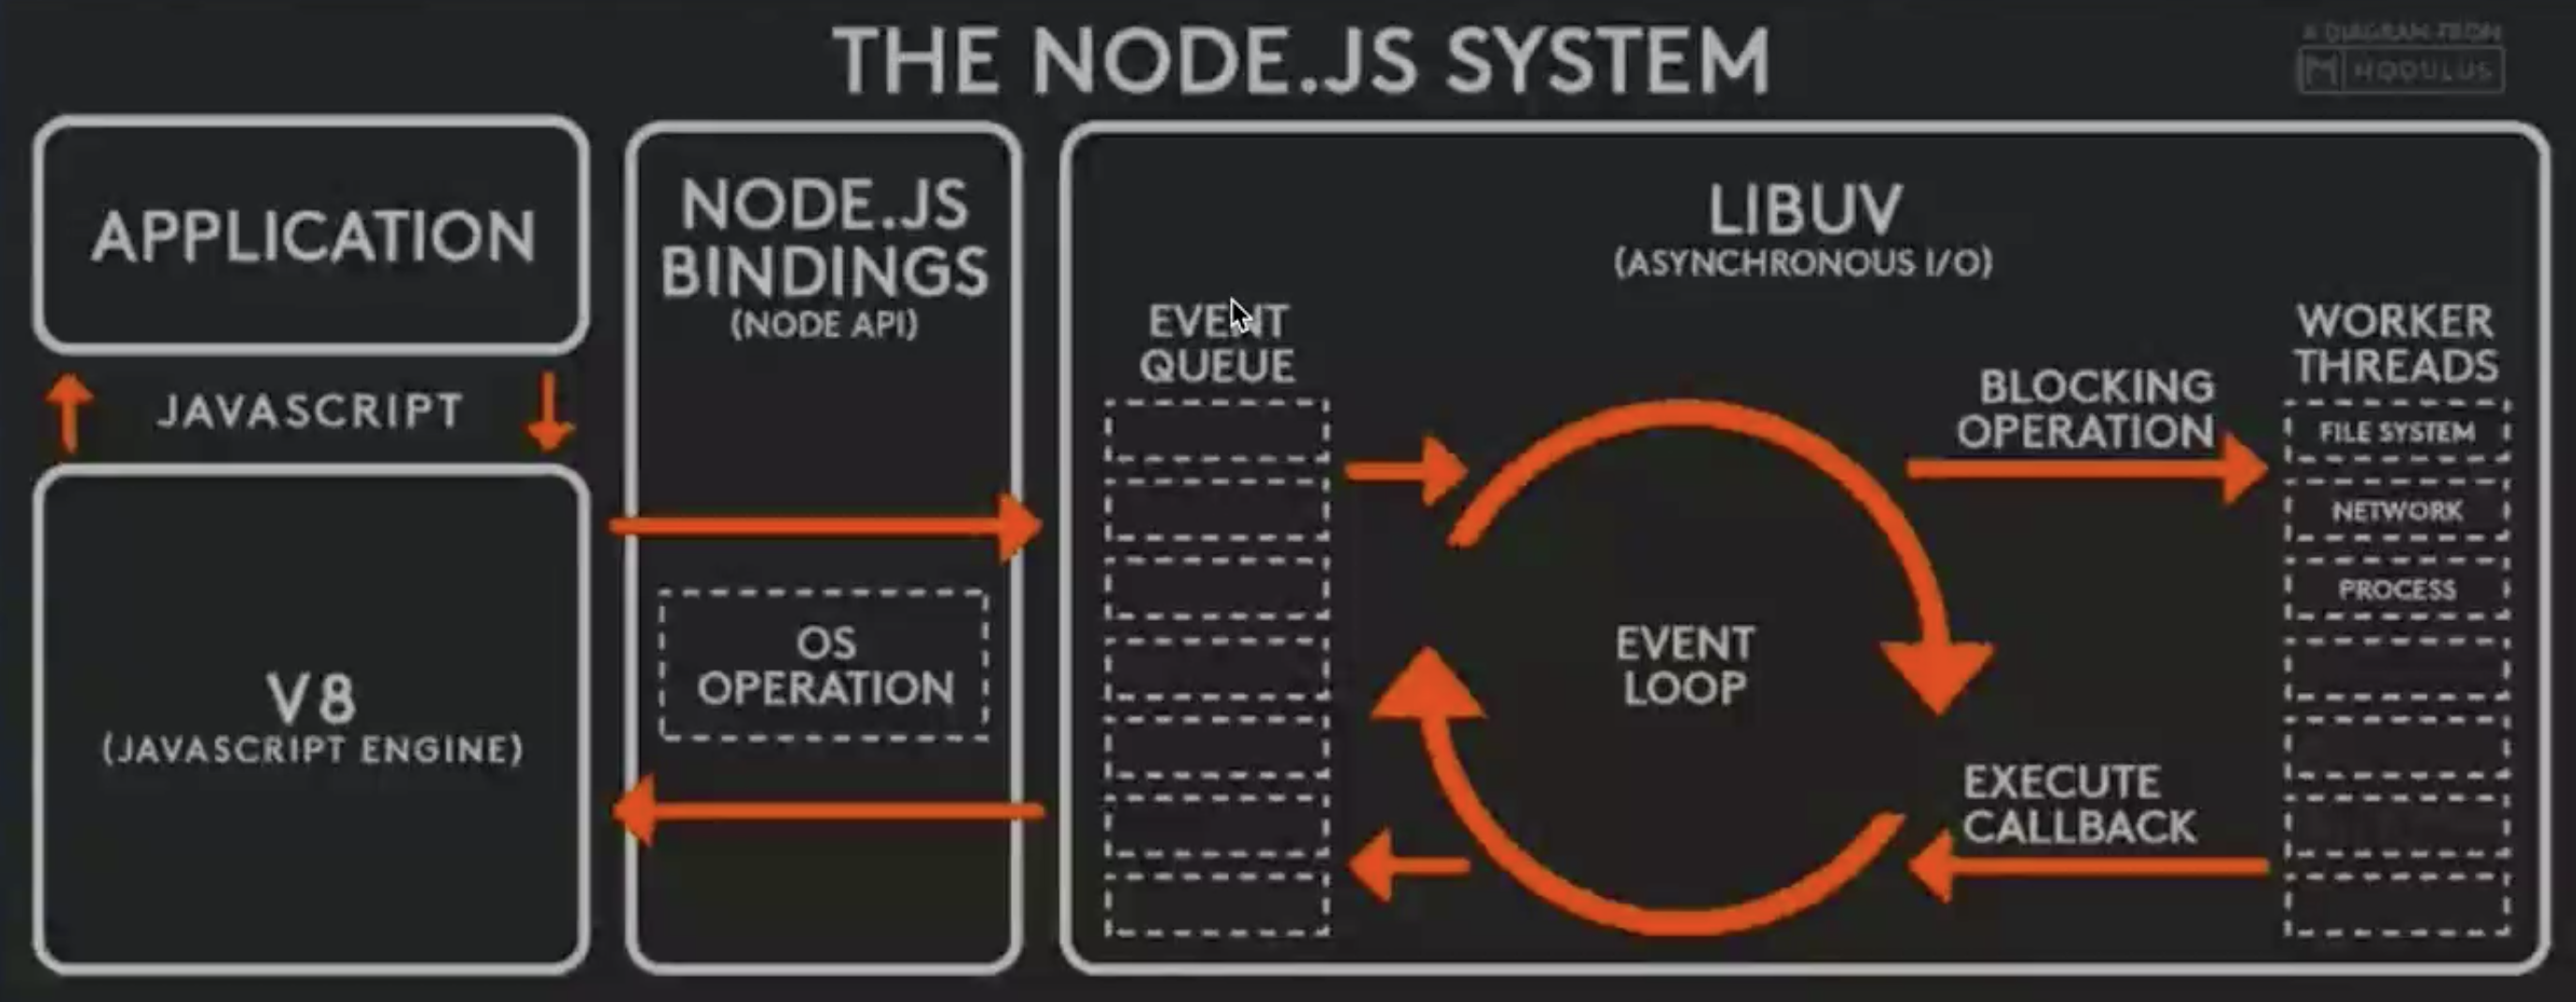 THE NODE.JS SYSTEM
A DIAGRAM FROM
MODULUS
APPLICATION
JAVASCRIPT
V8
(JAVASCRIPT ENGINE)
NODE.JS
BINDINGS
(NODE API)
OS
OPERATION
LIBUV
(ASYNCHRONOUS I/O)
EVENT
QUEUE
EVENT
LOOP
BLOCKING
OPERATION
EXECUTE
CALLBACK
WORKER
THREADS
FILE SYSTEM
NETWORK
PROCESS